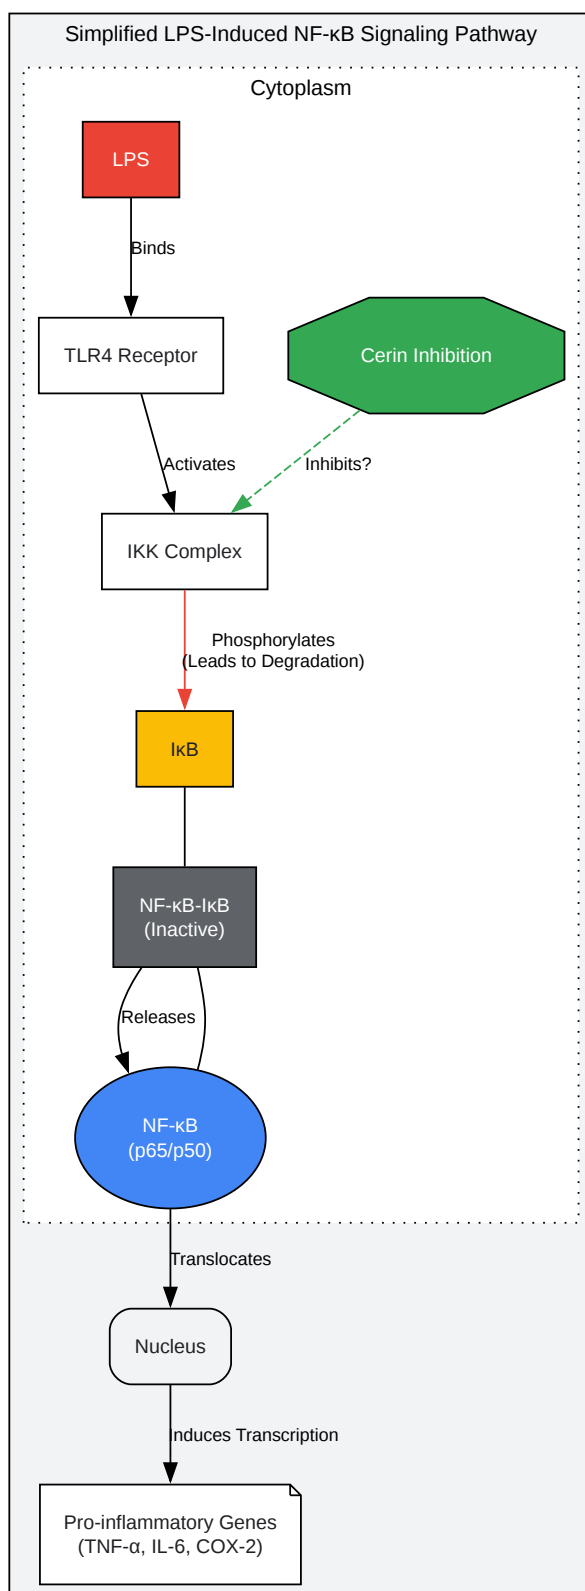 Simplified LPS-Induced NF-κB Signaling Pathway
Cytoplasm
LPS
Binds
TLR4 Receptor
Cerin Inhibition
Activates
Inhibits?
IKK Complex
Phosphorylates
(Leads to Degradation)
IκB
NF-κB-IκB
(Inactive)
Releases
NF-κB
(p65/p50)
Translocates
Nucleus
Induces Transcription
Pro-inflammatory Genes
(TNF-α, IL-6, COX-2)